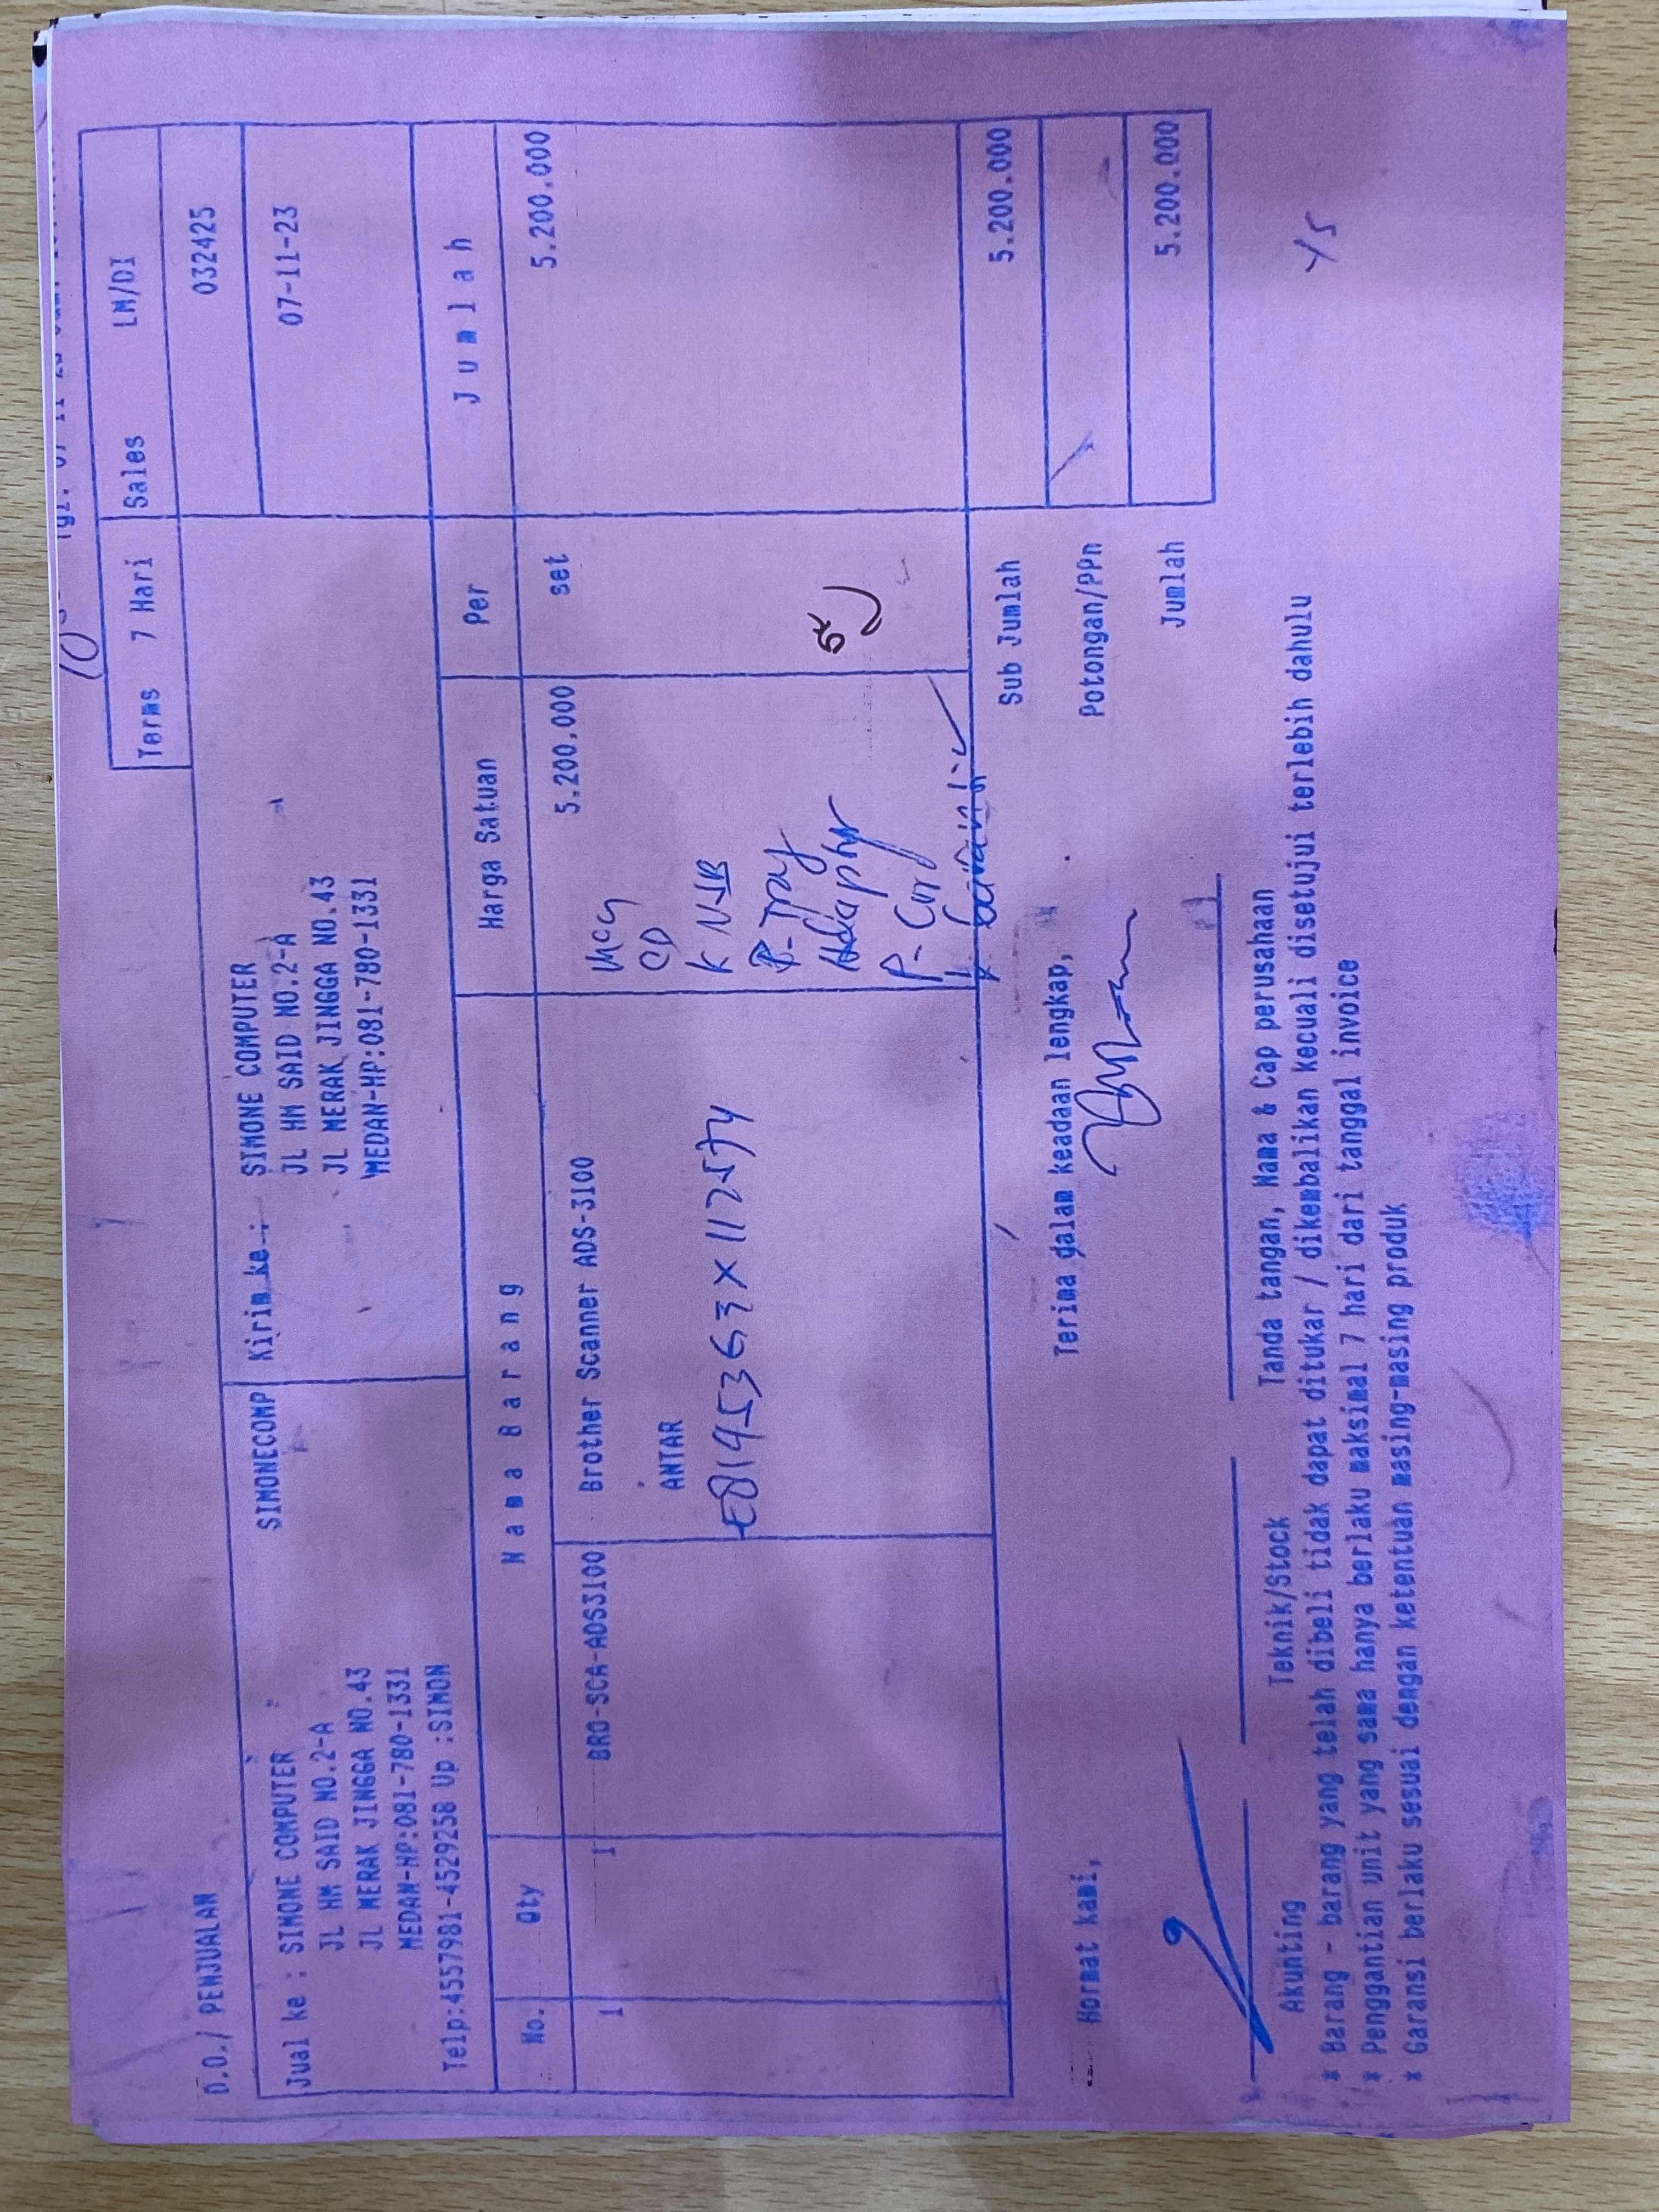 D.O./ PENJUALAN
Terms 7 Hari Sales LM/DI
032425
07-11-23
Jual ke : SIMONE COMPUTER SIMONECOMP
JL HM SAID NO.2-A
JL MERAK JINGGA NO.43
MEDAN-HP:081-780-1331
Telp:4557981-4529258 Up :SIMON
Kirim ke : SIMONE COMPUTER
JL HM SAID NO.2-A
JL MERAK JINGGA NO.43
MEDAN-HP:081-780-1331
No. Qty Nama Barang Harga Satuan Per Jumlah
1 1 BRO-SCA-ADS3100 Brother Scanner ADS-3100 5.200.000 set 5.200.000
ANTAR
CD
K USB
Adapter
Sub Jumlah 5.200.000
Potongan/PPn
Jumlah 5.200.000
Hormat kami,
Terima dalam keadaan lengkap,
Akunting Teknik/Stock Tanda tangan, Nama & Cap perusahaan
* Barang - barang yang telah dibeli tidak dapat ditukar / dikembalikan kecuali disetujui terlebih dahulu
* Penggantian unit yang sama hanya berlaku maksimal 7 hari dari tanggal invoice
* Garansi berlaku sesuai dengan ketentuan masing-masing produk